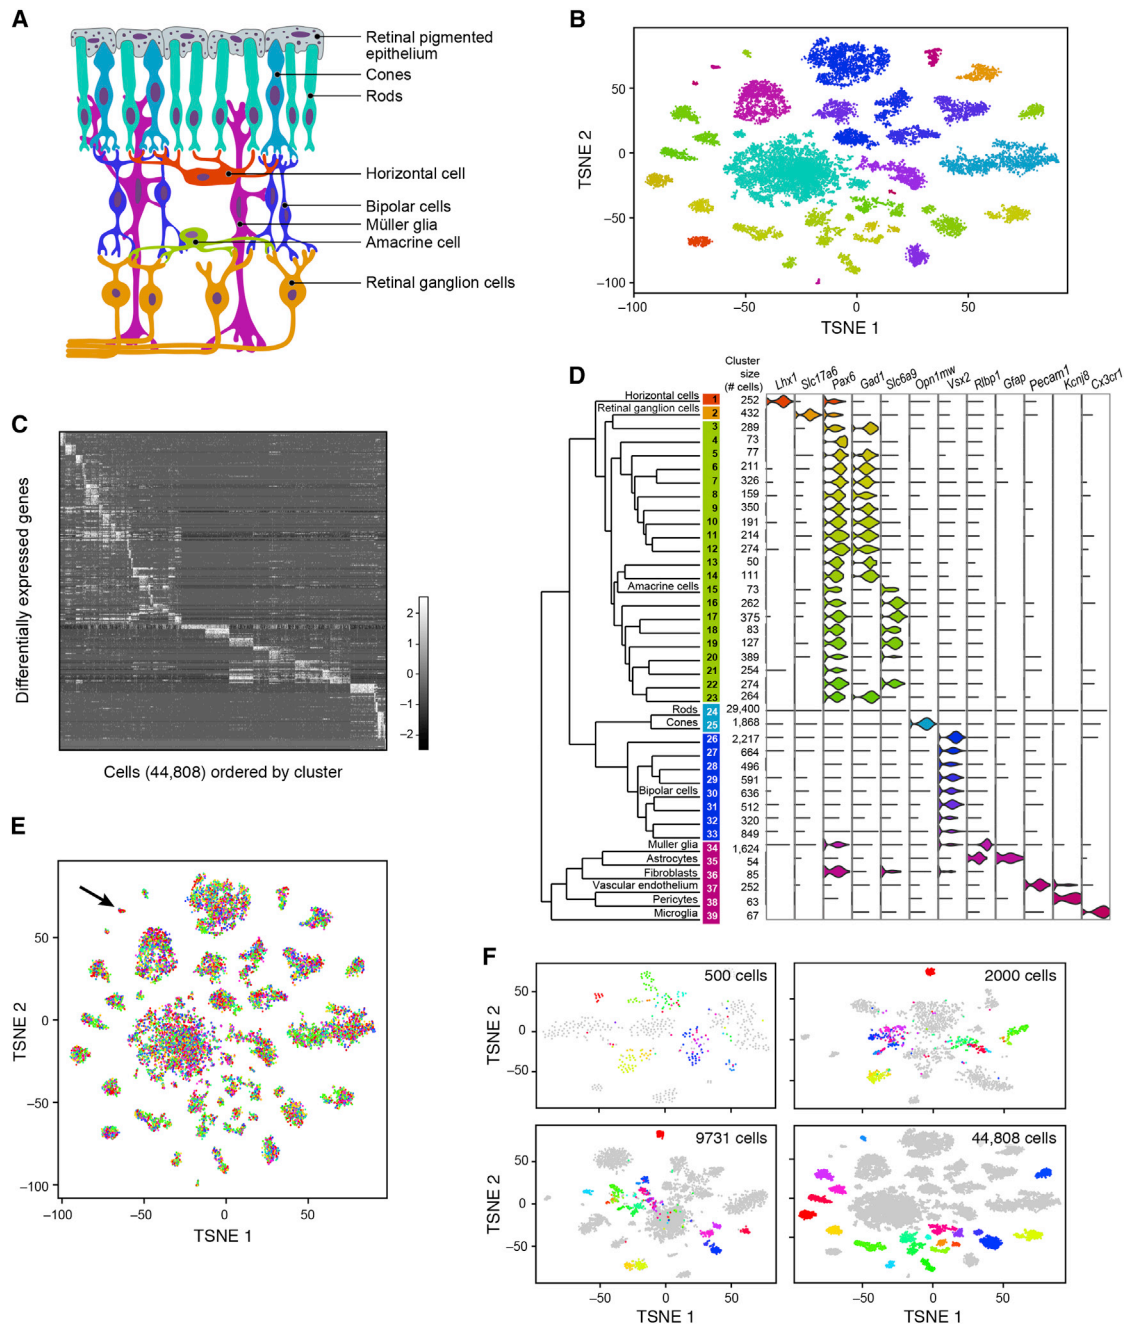 A
Retinal pigmented
epithelium
Cones
Rods
Horizontal cell
Bipolar cells
Müller glia
Amacrine cell
Retinal ganglion cells
B
TSNE 2
50
0
−50
−100
−100
−50
0
50
TSNE 1
C
Differentially expressed genes
2
1
0
−1
−2
Cells (44,808) ordered by cluster
D
Cluster
size
(# cells)
Lhx1 Slc17a6 Pax6 Gad1 Slc6a9 Opn1mw Vsx2 Rlbp1 Gfap Pecam1 Kcnj8 Cx3cr1
Horizontal cells 1 252
Retinal ganglion cells 2 432
3 289
4 73
5 77
6 211
7 326
8 159
9 350
10 191
11 214
12 274
13 50
14 111
Amacrine cells 15 73
16 262
17 375
18 83
19 127
20 389
21 254
22 274
23 264
Rods 24 29,400
Cones 25 1,868
26 2,217
27 664
28 496
29 591
Bipolar cells 30 636
31 512
32 320
33 849
Muller glia 34 1,624
Astrocytes 35 54
Fibroblasts 36 85
Vascular endothelium 37 252
Pericytes 38 63
Microglia 39 67
E
TSNE 2
50
0
−50
−100
−100
−50
0
50
TSNE 1
F
500 cells
2000 cells
TSNE 2
50
0
−50
9731 cells
44,808 cells
TSNE 2
50
0
−50
−50
0
50
−50
0
50
TSNE 1
TSNE 1